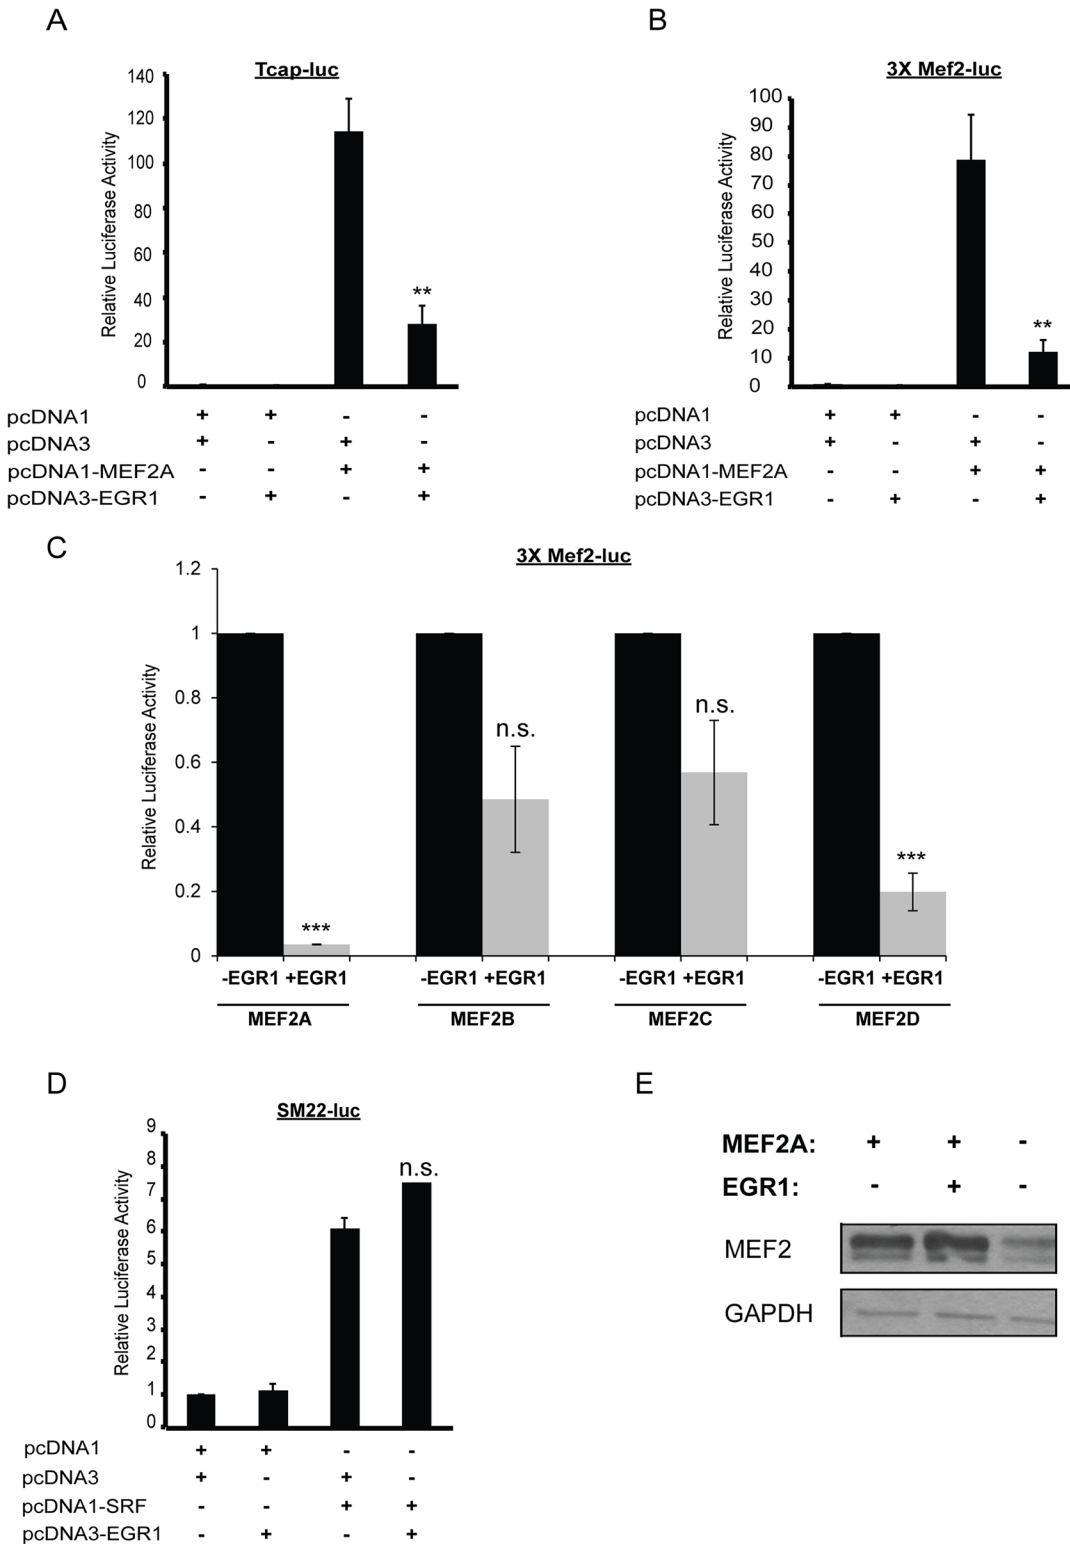 A
Tcap-luc
Relative Luciferase Activity
140
120
100
80
60
40
20
0
**
pcDNA1 + + - -
pcDNA3 + - + -
pcDNA1-MEF2A - - + +
pcDNA3-EGR1 - + - +
B
3X Mef2-luc
Relative Luciferase Activity
100
90
80
70
60
50
40
30
20
10
0
**
pcDNA1 + + - -
pcDNA3 + - + -
pcDNA1-MEF2A - - + +
pcDNA3-EGR1 - + - +
C
3X Mef2-luc
Relative Luciferase Activity
1.2
1
0.8
0.6
0.4
0.2
0
*** n.s. n.s. ***
-EGR1 +EGR1 -EGR1 +EGR1 -EGR1 +EGR1 -EGR1 +EGR1
MEF2A MEF2B MEF2C MEF2D
D
SM22-luc
Relative Luciferase Activity
9
8
7
6
5
4
3
2
1
0
n.s.
pcDNA1 + + - -
pcDNA3 + - + -
pcDNA1-SRF - - + +
pcDNA3-EGR1 - + - +
E
MEF2A: + + -
EGR1: - + -
MEF2
GAPDH